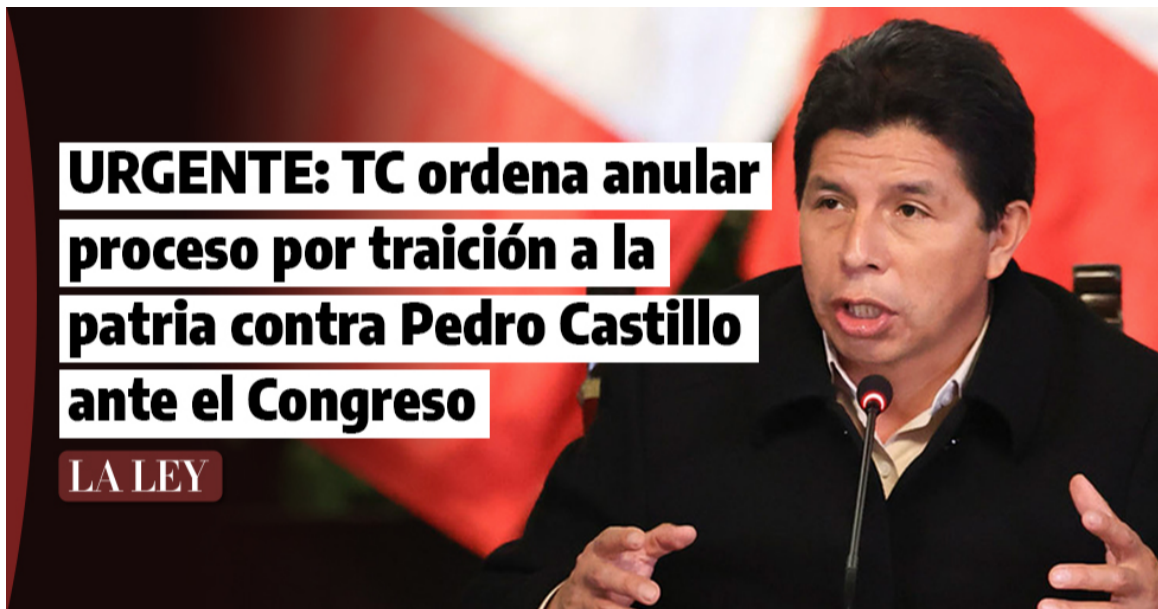 URGENTE: TC ordena anular
proceso por traición a la
patria contra Pedro Castillo
ante el Congreso
LA LEY